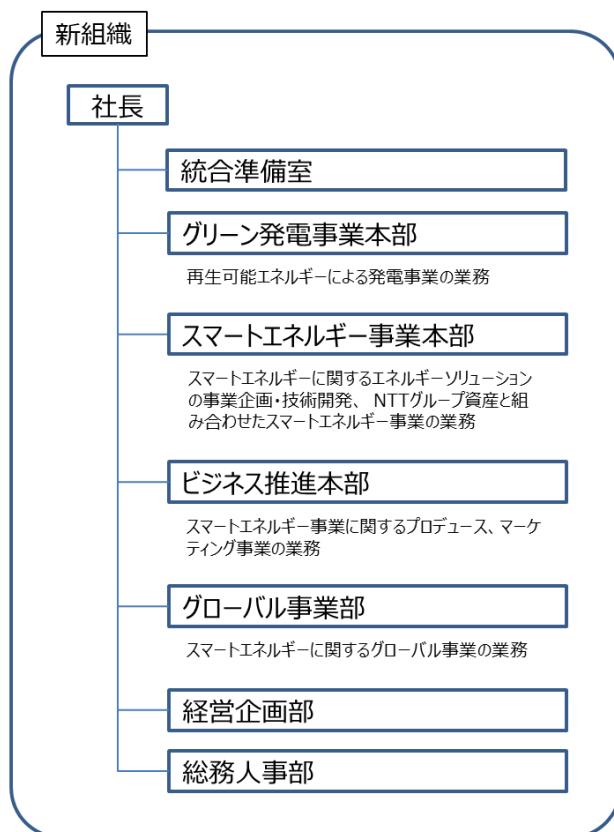 新組織
社長
統合準備室
グリーン発電事業本部
再生可能エネルギーによる発電事業の業務
スマートエネルギー事業本部
スマートエネルギーに関するエネルギーソリューション
の事業企画・技術開発、 NTTグループ資産と組
み合わせたスマートエネルギー事業の業務
ビジネス推進本部
スマートエネルギー事業に関するプロデュース、マーケ
ティング事業の業務
グローバル事業部
スマートエネルギーに関するグローバル事業の業務
経営企画部
総務人事部